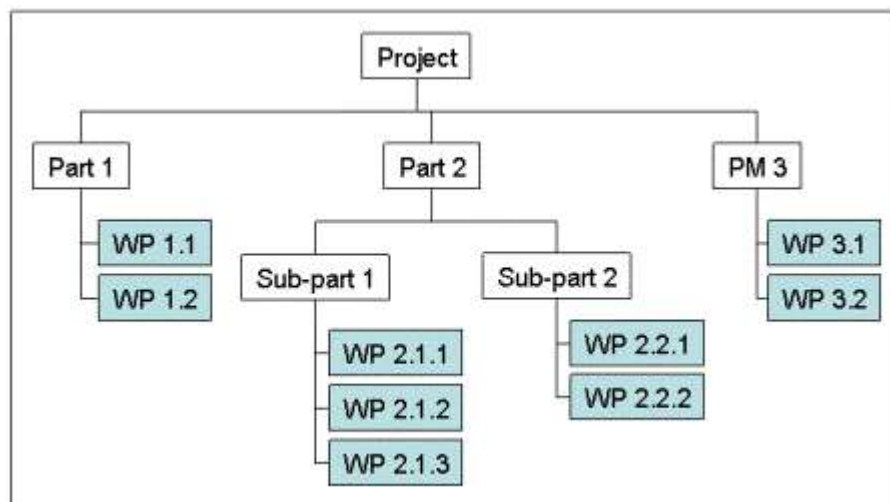 Project
Part 1
Part 2
PM 3
WP 1.1
WP 1.2
Sub-part 1
Sub-part 2
WP 3.1
WP 3.2
WP 2.1.1
WP 2.1.2
WP 2.1.3
WP 2.2.1
WP 2.2.2